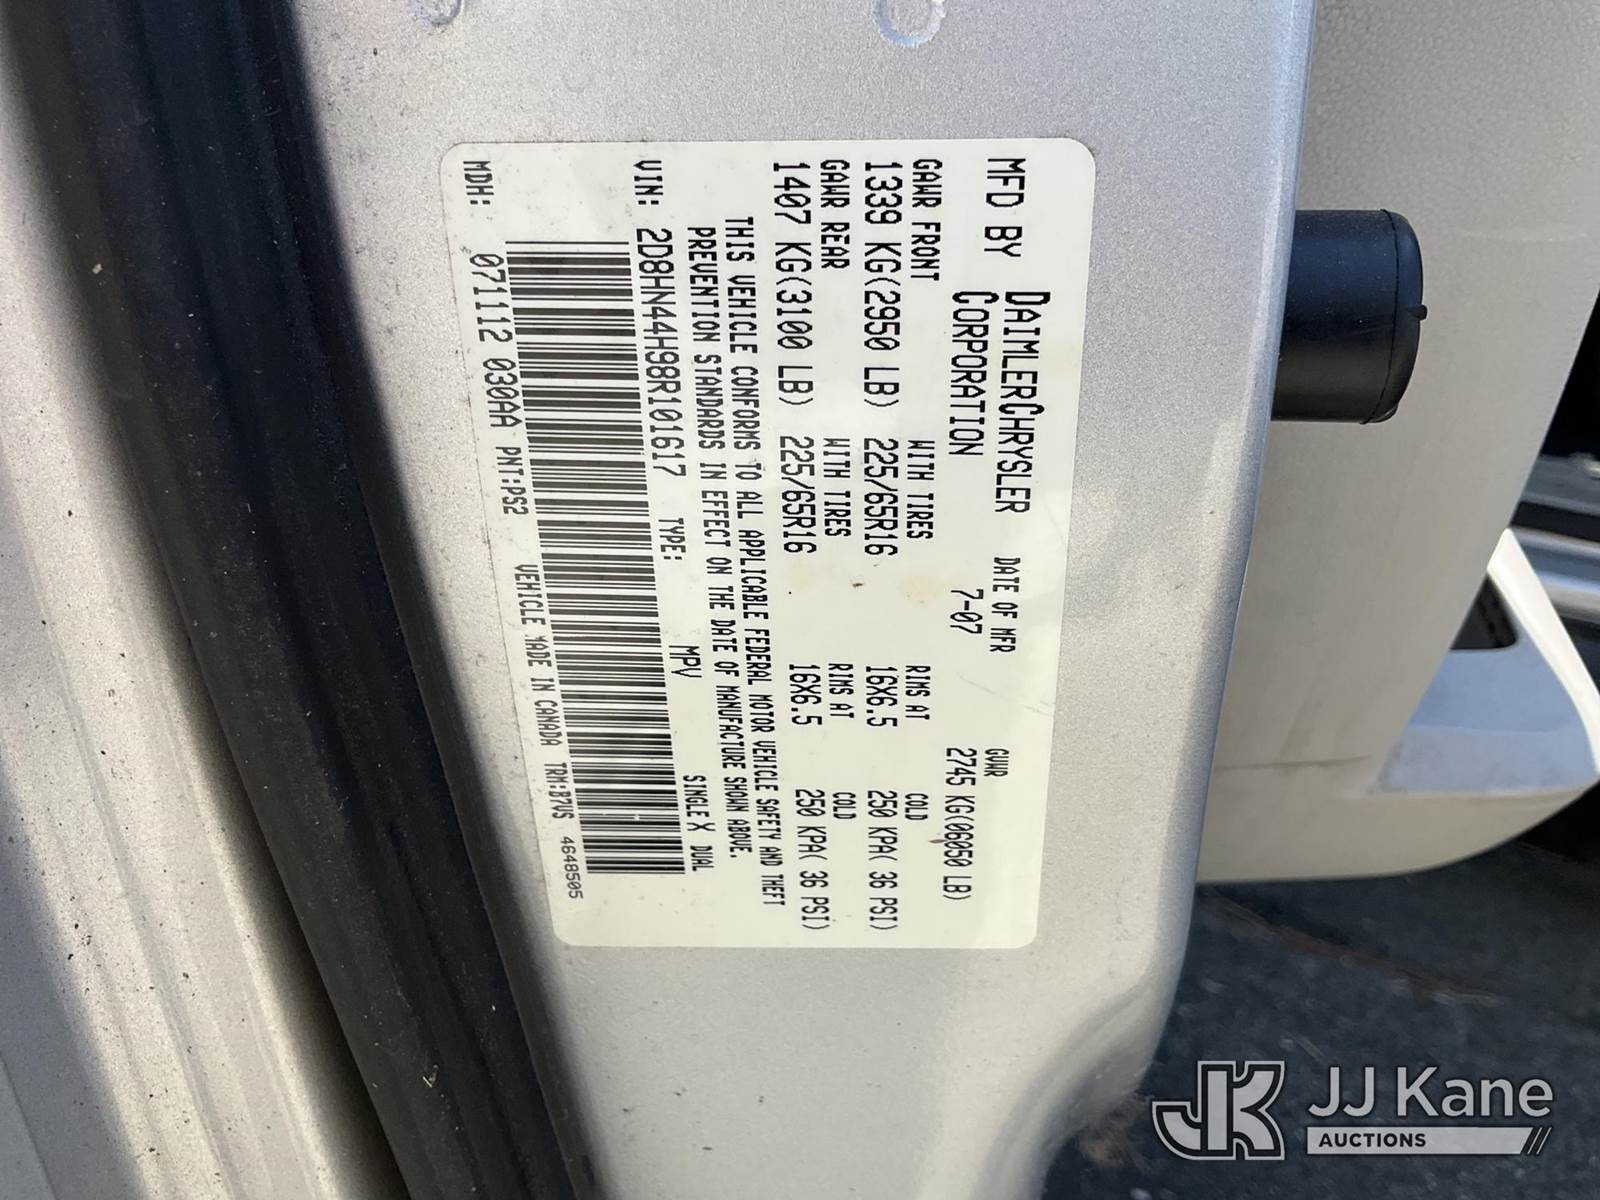 MFD BY DAIMLERCHRYSLER CORPORATION DATE OF MFR 7-07 GVWR 2745 KG(06050 LB)
GAWR FRONT WITH TIRES RIMS AT COLD
1339 KG(2950 LB) 225/65R16 16X6.5 250 KPA( 36 PSI)
GAWR REAR WITH TIRES RIMS AT COLD
1407 KG(3100 LB) 225/65R16 16X6.5 250 KPA( 36 PSI)
THIS VEHICLE CONFORMS TO ALL APPLICABLE FEDERAL MOTOR VEHICLE SAFETY AND THEFT
PREVENTION STANDARDS IN EFFECT ON THE DATE OF MANUFACTURE SHOWN ABOVE.
VIN: 2D8HN44H98R101617 TYPE: MPV SINGLE X DUAL
MDH: 071112 030AA PNT:PS2 VEHICLE MADE IN CANADA TRM:B7VS 4648505
JK JJ Kane
AUCTIONS